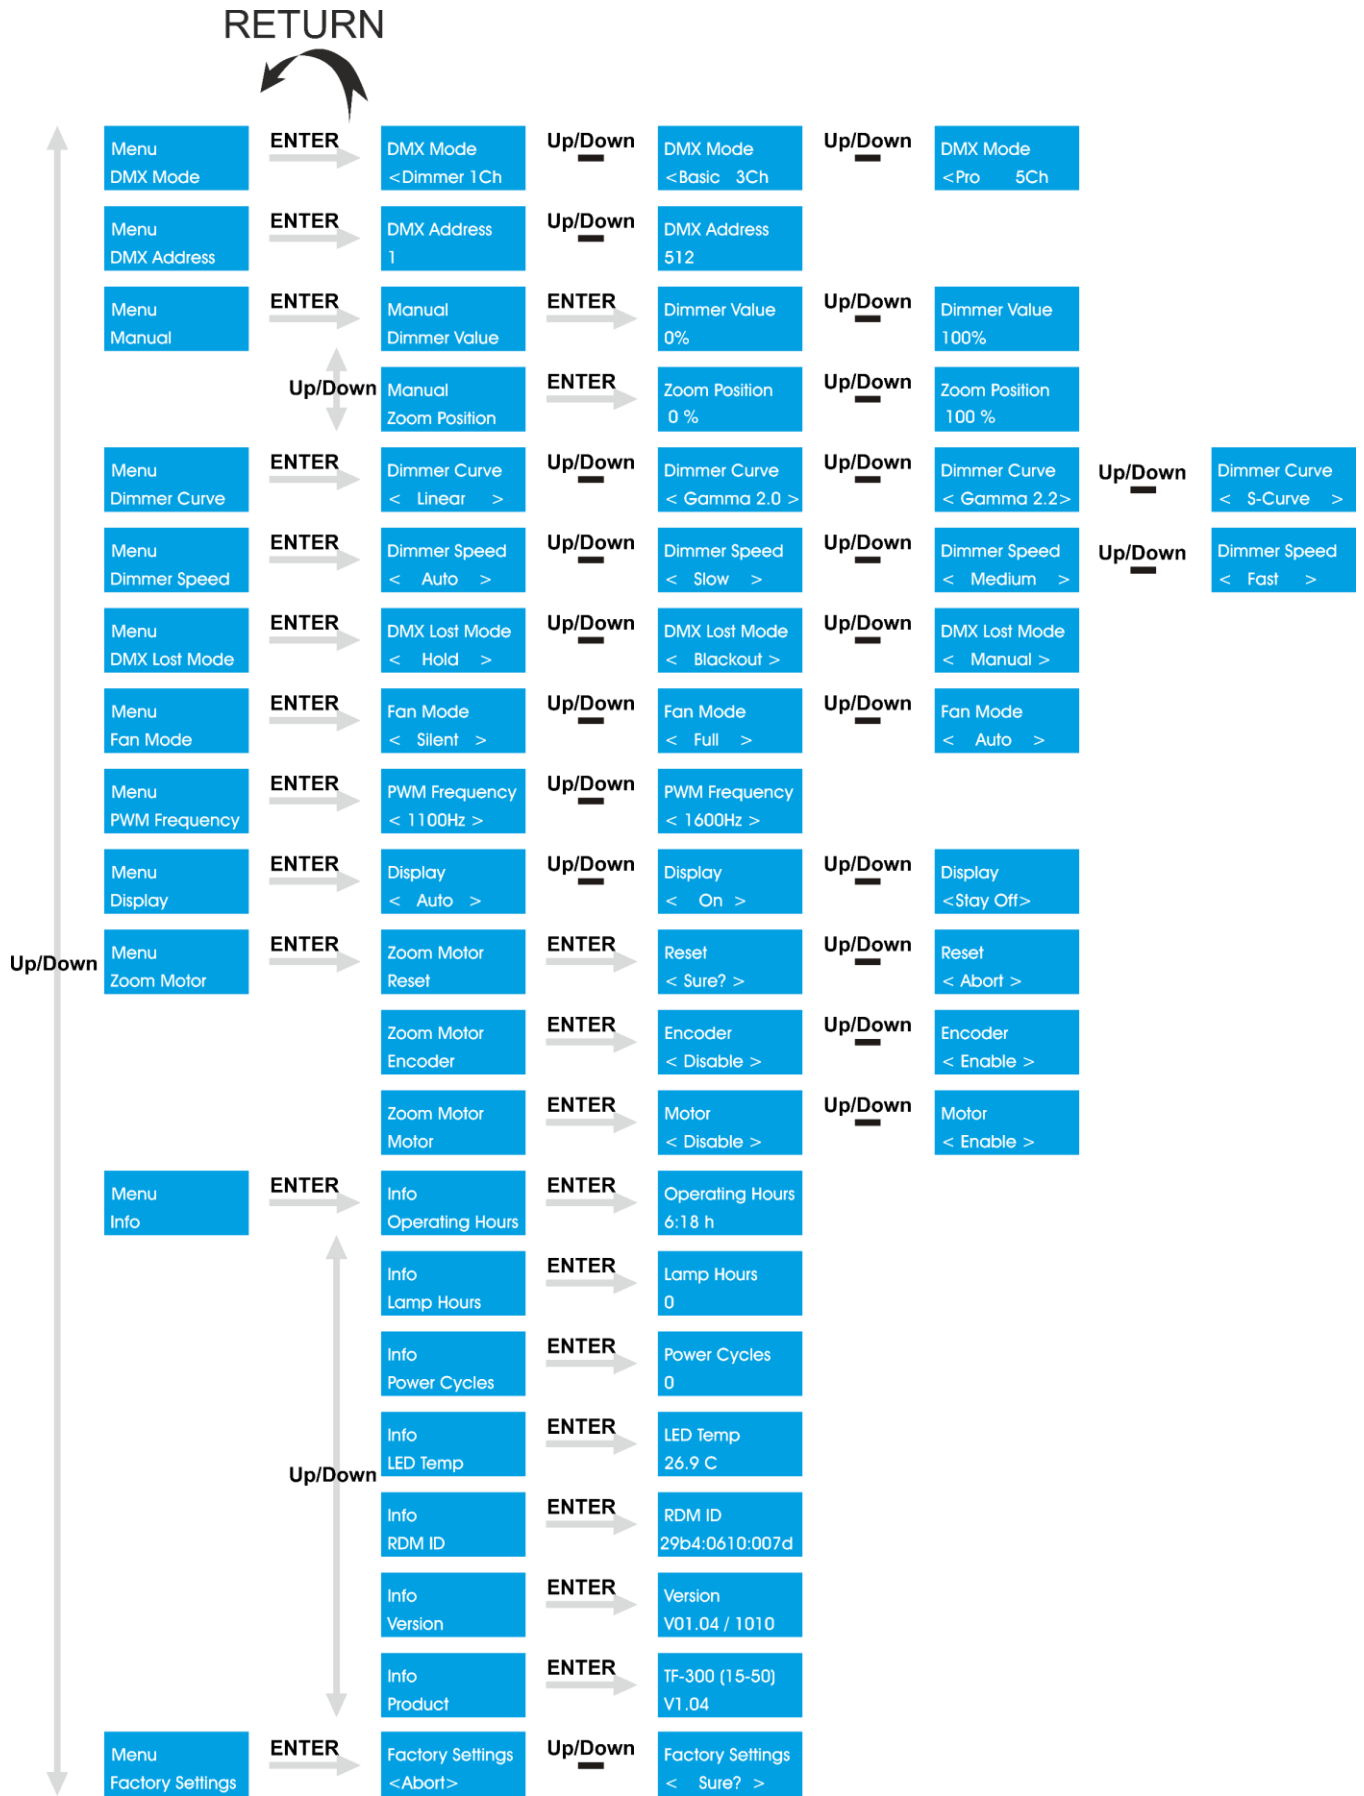 RETURN
Menu
DMX Mode
ENTER
DMX Mode
<Dimmer 1Ch
Up/Down
DMX Mode
<Basic 3Ch
Up/Down
DMX Mode
<Pro 5Ch
Menu
DMX Address
ENTER
DMX Address
1
Up/Down
DMX Address
512
Menu
Manual
ENTER
Manual
Dimmer Value
ENTER
Dimmer Value
0%
Up/Down
Dimmer Value
100%
Up/Down
Manual
Zoom Position
ENTER
Zoom Position
0 %
Up/Down
Zoom Position
100 %
Menu
Dimmer Curve
ENTER
Dimmer Curve
< Linear >
Up/Down
Dimmer Curve
< Gamma 2.0 >
Up/Down
Dimmer Curve
< Gamma 2.2>
Up/Down
Dimmer Curve
< S-Curve >
Menu
Dimmer Speed
ENTER
Dimmer Speed
< Auto >
Up/Down
Dimmer Speed
< Slow >
Up/Down
Dimmer Speed
< Medium >
Up/Down
Dimmer Speed
< Fast >
Menu
DMX Lost Mode
ENTER
DMX Lost Mode
< Hold >
Up/Down
DMX Lost Mode
< Blackout >
Up/Down
DMX Lost Mode
< Manual >
Menu
Fan Mode
ENTER
Fan Mode
< Silent >
Up/Down
Fan Mode
< Full >
Up/Down
Fan Mode
< Auto >
Menu
PWM Frequency
ENTER
PWM Frequency
< 1100Hz >
Up/Down
PWM Frequency
< 1600Hz >
Menu
Display
ENTER
Display
< Auto >
Up/Down
Display
< On >
Up/Down
Display
<Stay Off>
Up/Down
Menu
Zoom Motor
ENTER
Zoom Motor
Reset
ENTER
Reset
< Sure? >
Up/Down
Reset
< Abort >
Zoom Motor
Encoder
ENTER
Encoder
< Disable >
Up/Down
Encoder
< Enable >
Zoom Motor
Motor
ENTER
Motor
< Disable >
Up/Down
Motor
< Enable >
Menu
Info
ENTER
Info
Operating Hours
ENTER
Operating Hours
6:18 h
Info
Lamp Hours
ENTER
Lamp Hours
0
Info
Power Cycles
ENTER
Power Cycles
0
Info
LED Temp
ENTER
LED Temp
26.9 C
Up/Down
Info
RDM ID
ENTER
RDM ID
29b4:0610:007d
Info
Version
ENTER
Version
V01.04 / 1010
Info
Product
ENTER
TF-300 (15-50)
V1.04
Menu
Factory Settings
ENTER
Factory Settings
<Abort>
Up/Down
Factory Settings
< Sure? >